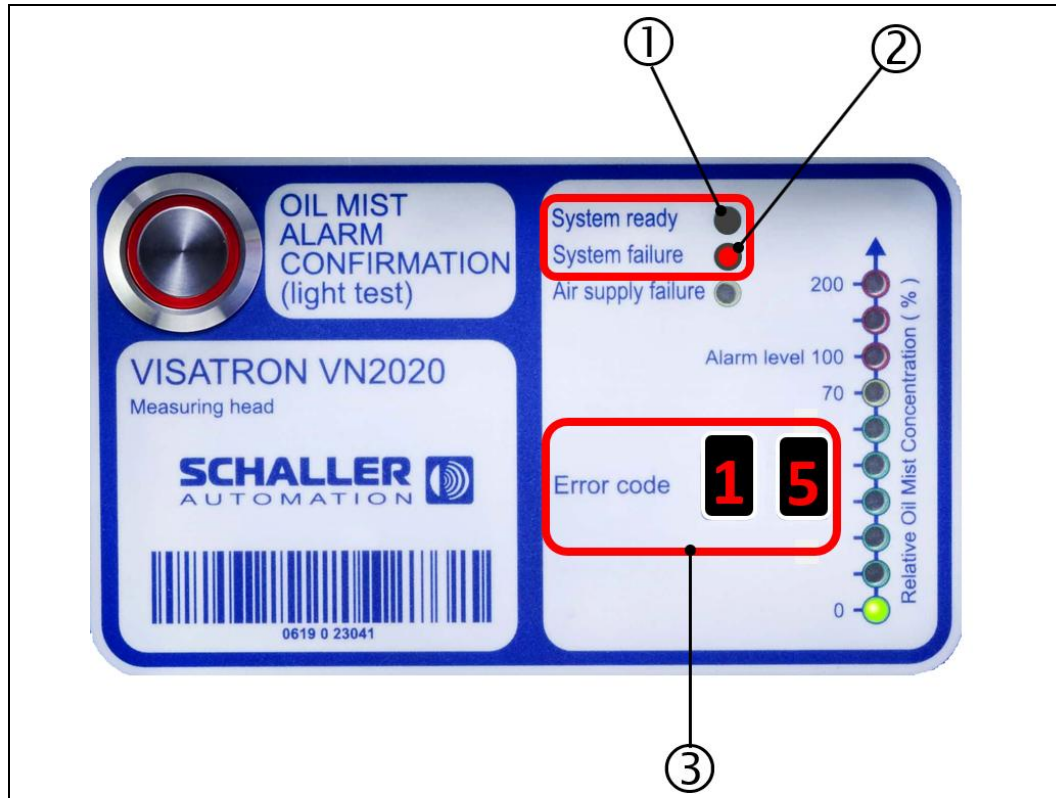 ① ②
OIL MIST
ALARM
CONFIRMATION
(light test)
System ready
System failure
Air supply failure
200
Alarm level 100
70
0
Relative Oil Mist Concentration ( % )
VISATRON VN2020
Measuring head
SCHALLER
AUTOMATION
0619 0 23041
Error code 1 5
③